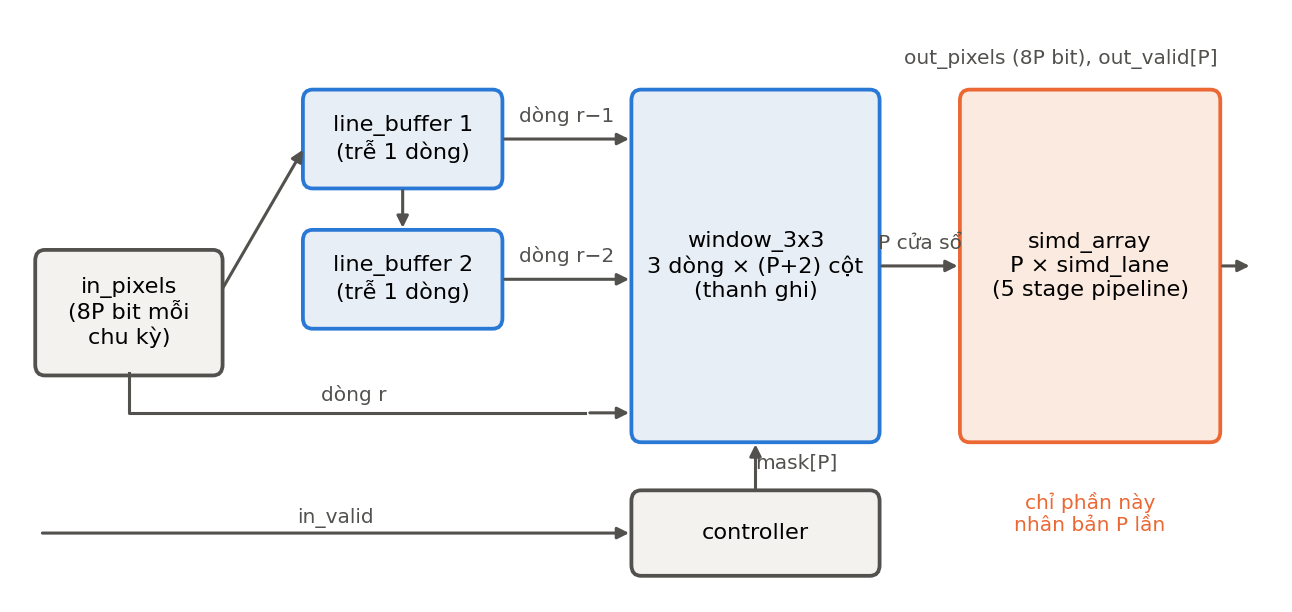 out_pixels (8P bit), out_valid[P]
line_buffer 1
(trễ 1 dòng)
dòng r−1
line_buffer 2
(trễ 1 dòng)
dòng r−2
in_pixels
(8P bit mỗi
chu kỳ)
dòng r
window_3x3
3 dòng × (P+2) cột
(thanh ghi)
P cửa sổ
simd_array
P × simd_lane
(5 stage pipeline)
mask[P]
in_valid
controller
chỉ phần này
nhân bản P lần